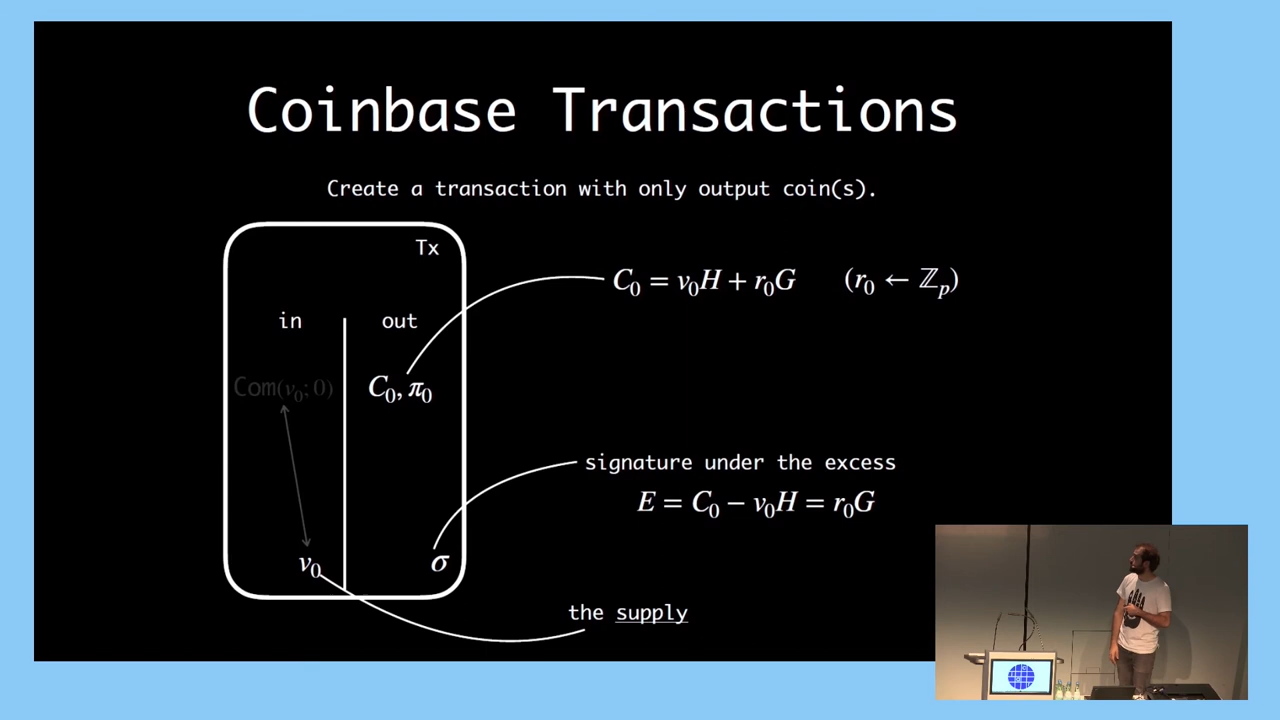 Coinbase Transactions
Create a transaction with only output coin(s).
Tx
C₀ = v₀H + r₀G (r₀ ← ℤₚ)
in out
Com(v₀; 0) C₀, π₀
signature under the excess
E = C₀ − v₀H = r₀G
v₀ σ
the supply